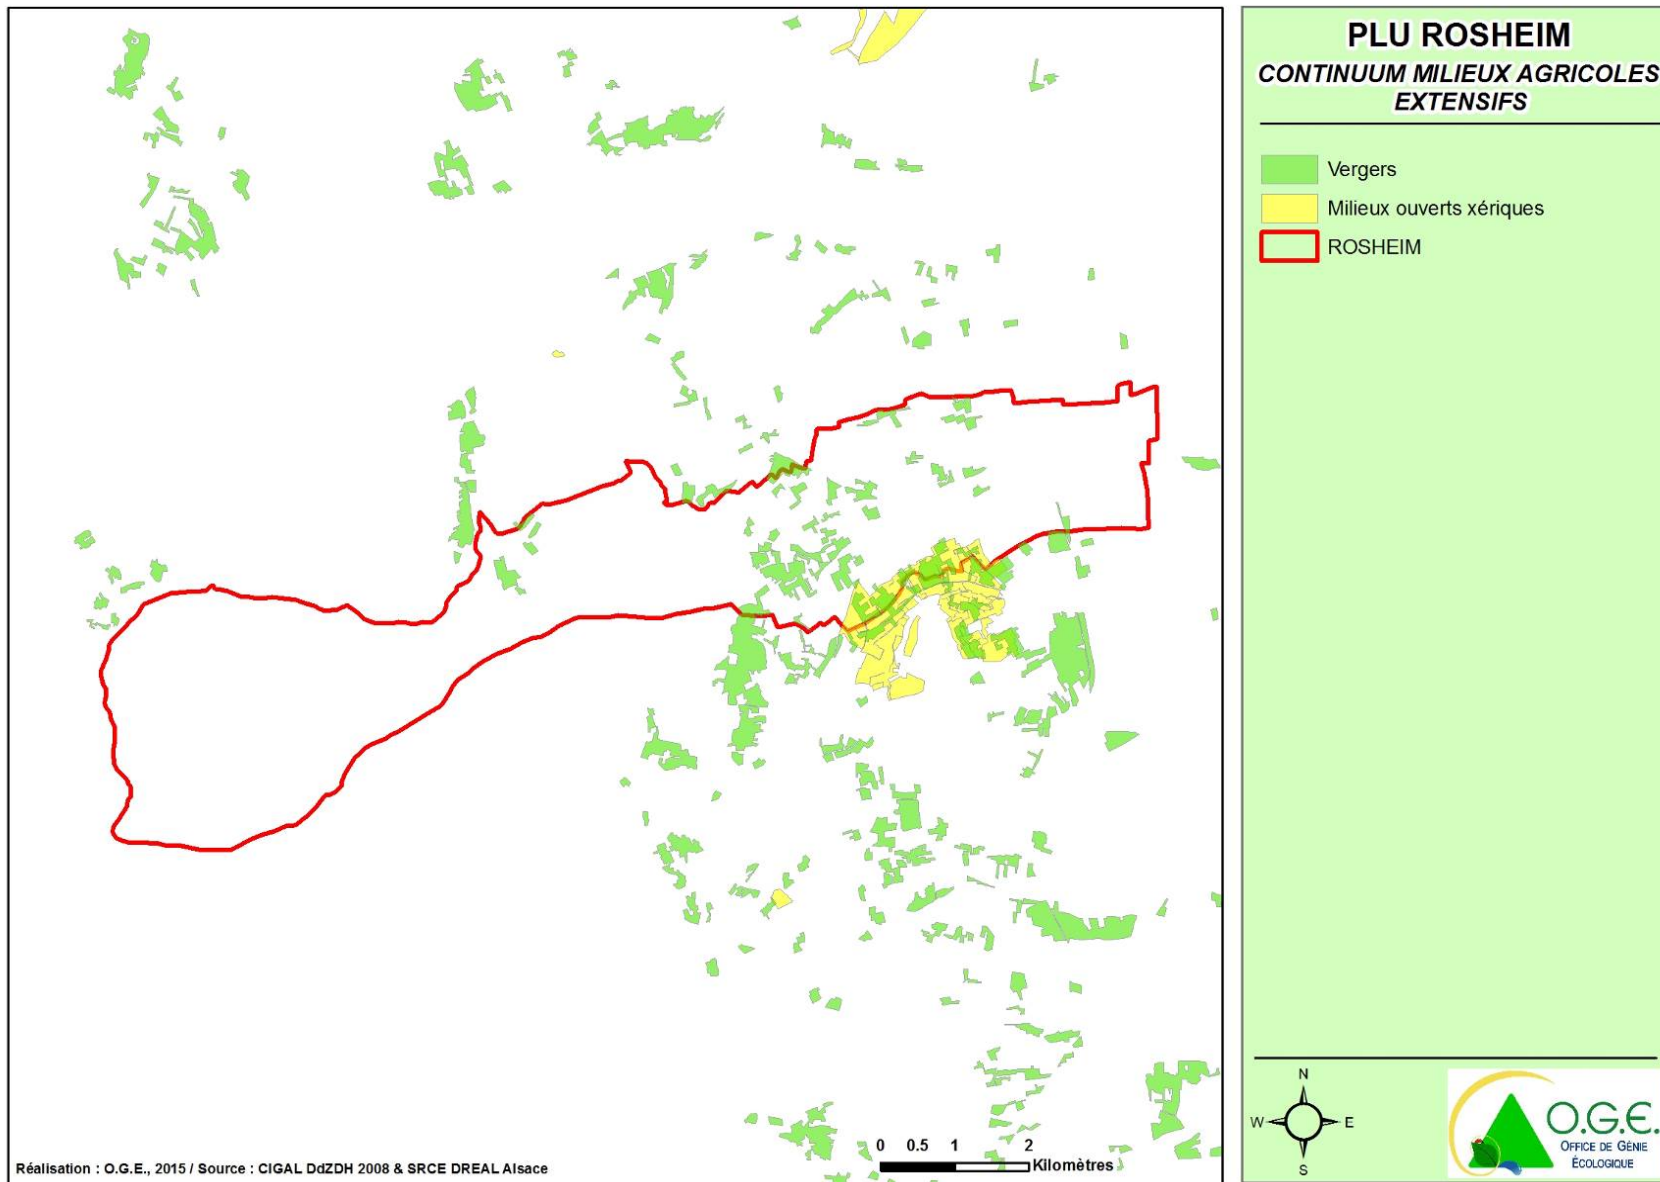 PLU ROSHEIM
CONTINUUM MILIEUX AGRICOLES
EXTENSIFS
Vergers
Milieux ouverts xériques
ROSHEIM
N
W
E
S
O.G.E.
OFFICE DE GÉNIE
ÉCOLOGIQUE
0 0.5 1 2
Kilomètres
Réalisation : O.G.E., 2015 / Source : CIGAL DdZDH 2008 & SRCE DREAL Alsace